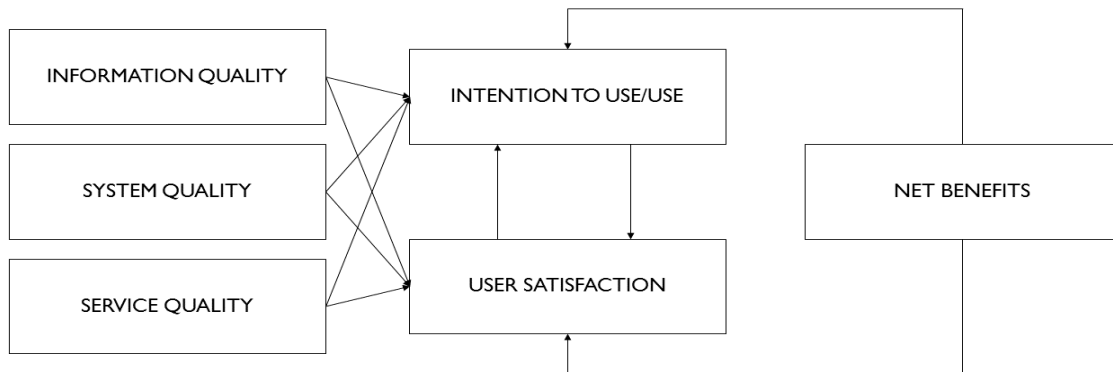 INFORMATION QUALITY
INTENTION TO USE/USE
SYSTEM QUALITY
NET BENEFITS
SERVICE QUALITY
USER SATISFACTION